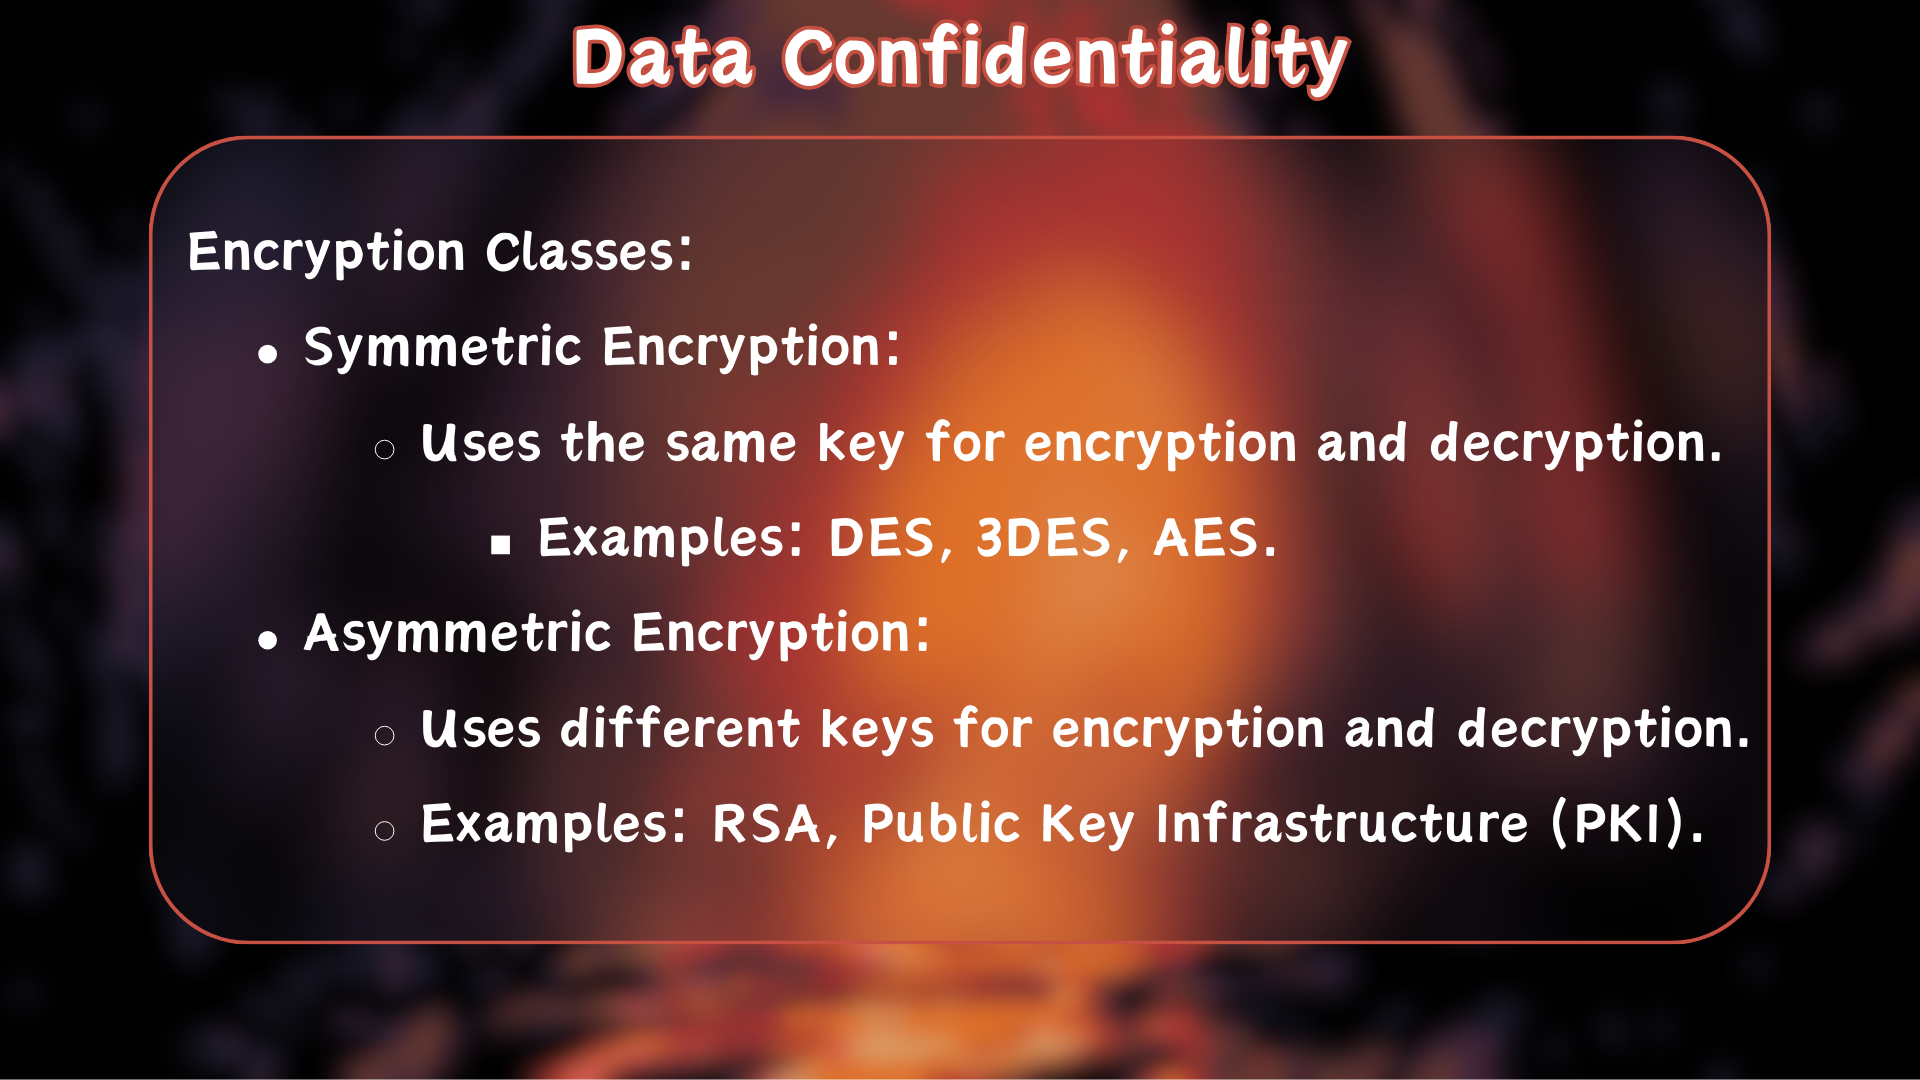 Data Confidentiality
Encryption Classes:
● Symmetric Encryption:
○ Uses the same key for encryption and decryption.
■ Examples: DES, 3DES, AES.
● Asymmetric Encryption:
○ Uses different keys for encryption and decryption.
○ Examples: RSA, Public Key Infrastructure (PKI).